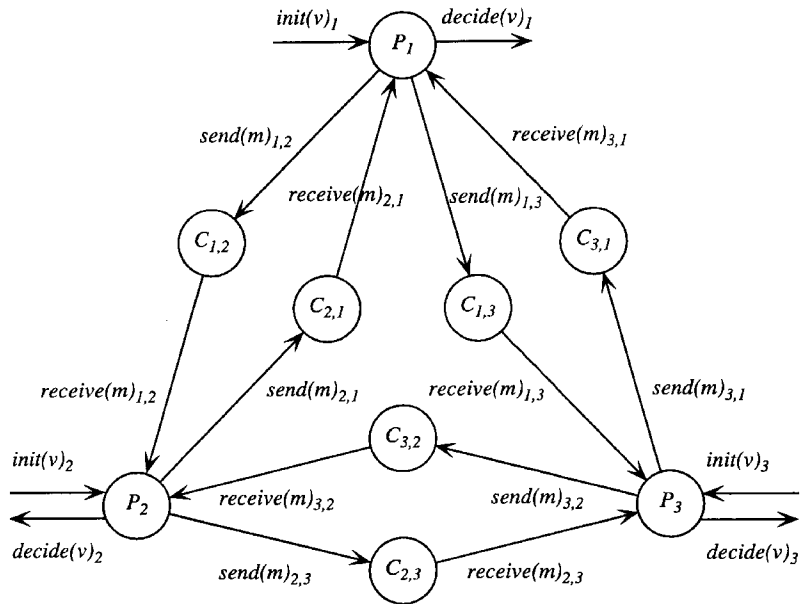 init(v)₁
decide(v)₁
P₁
send(m)₁,₂
receive(m)₃,₁
receive(m)₂,₁
send(m)₁,₃
C₁,₂
C₃,₁
C₂,₁
C₁,₃
receive(m)₁,₂
send(m)₂,₁
receive(m)₁,₃
send(m)₃,₁
C₃,₂
init(v)₂
init(v)₃
P₂
receive(m)₃,₂
send(m)₃,₂
P₃
decide(v)₂
send(m)₂,₃
C₂,₃
receive(m)₂,₃
decide(v)₃